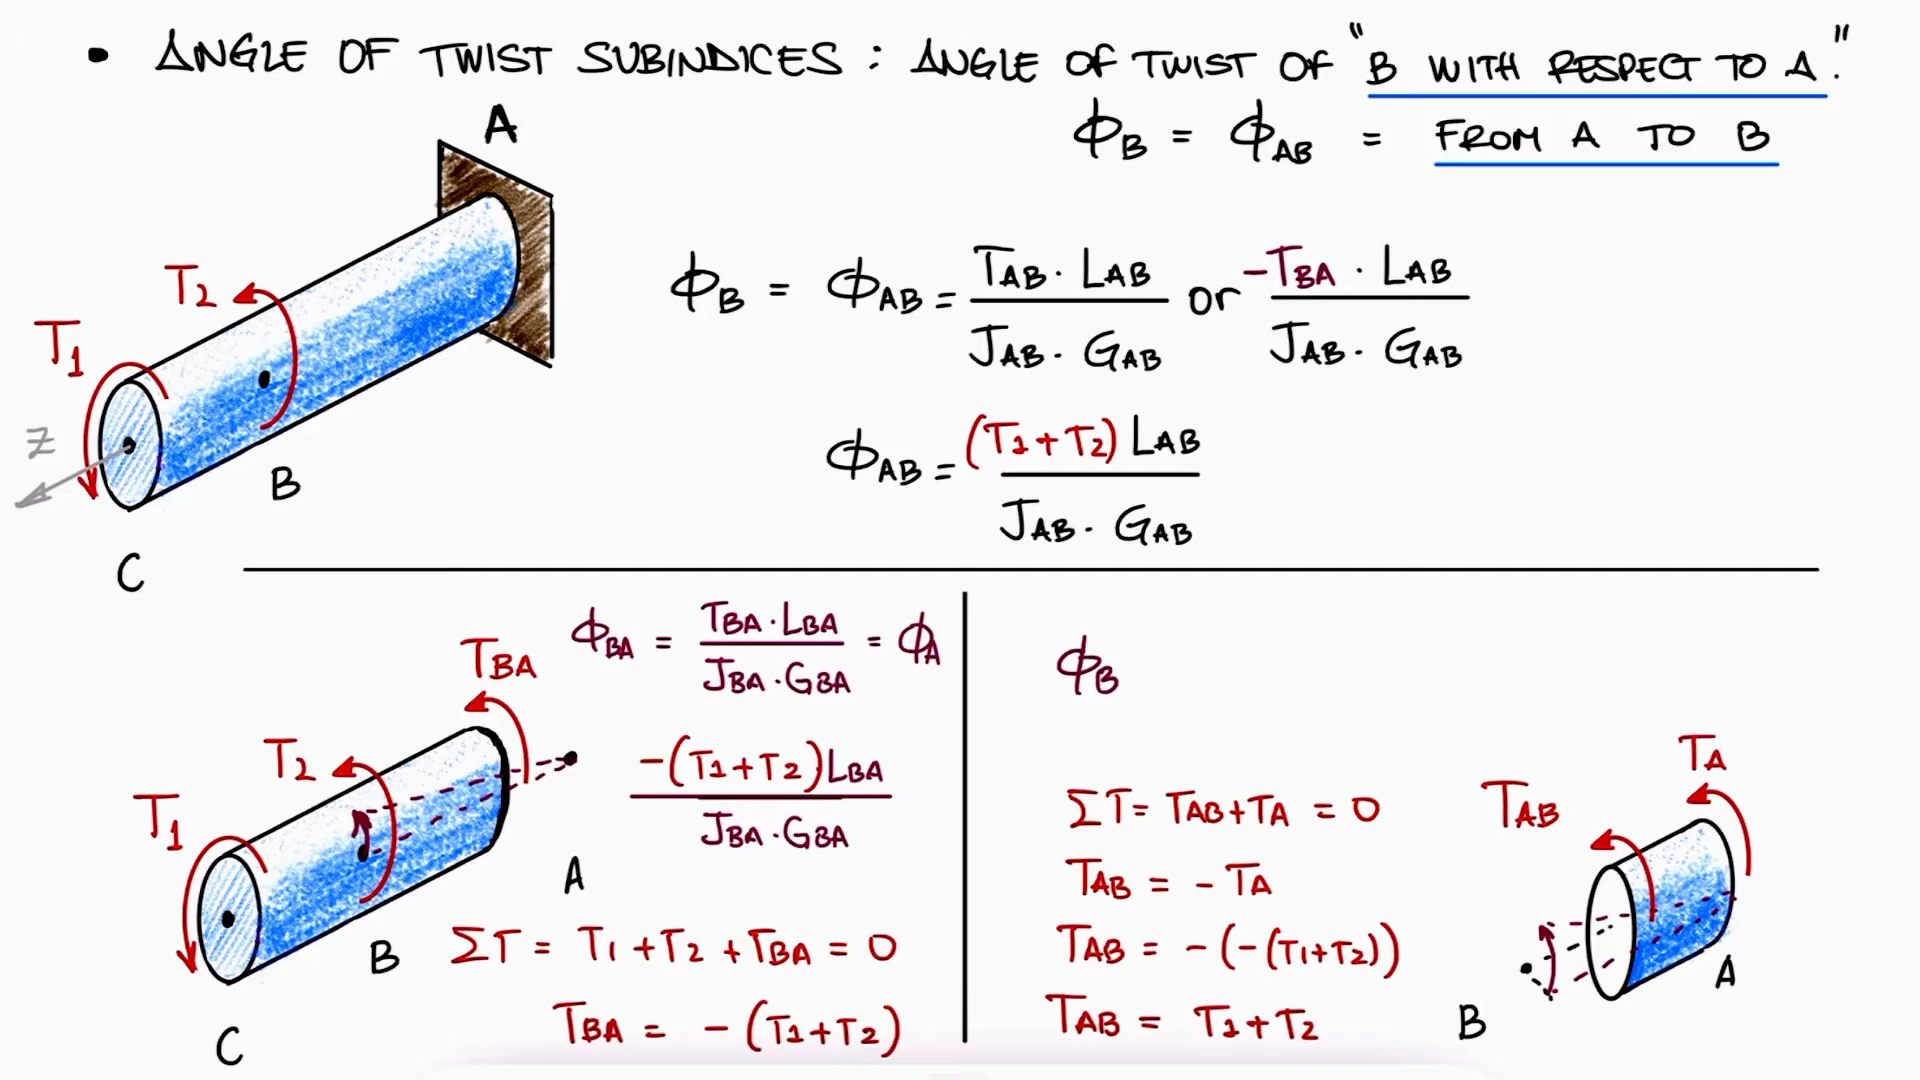 • ANGLE OF TWIST SUBINDICES : ANGLE OF TWIST OF "B WITH RESPECT TO A."
ϕB = ϕAB = FROM A TO B
A
T2
T1
z
B
C
ϕB = ϕAB = TAB · LAB / JAB · GAB or -TBA · LAB / JAB · GAB
ϕAB = (T1 + T2) LAB / JAB · GAB
ϕBA = TBA · LBA / JBA · GBA = ϕA
-(T1 + T2) LBA / JBA · GBA
TBA
T2
T1
A
B
C
ΣT = T1 + T2 + TBA = 0
TBA = - (T1 + T2)
ϕB
ΣT = TAB + TA = 0
TAB = - TA
TAB = - (-(T1 + T2))
TAB = T1 + T2
TA
TAB
A
B